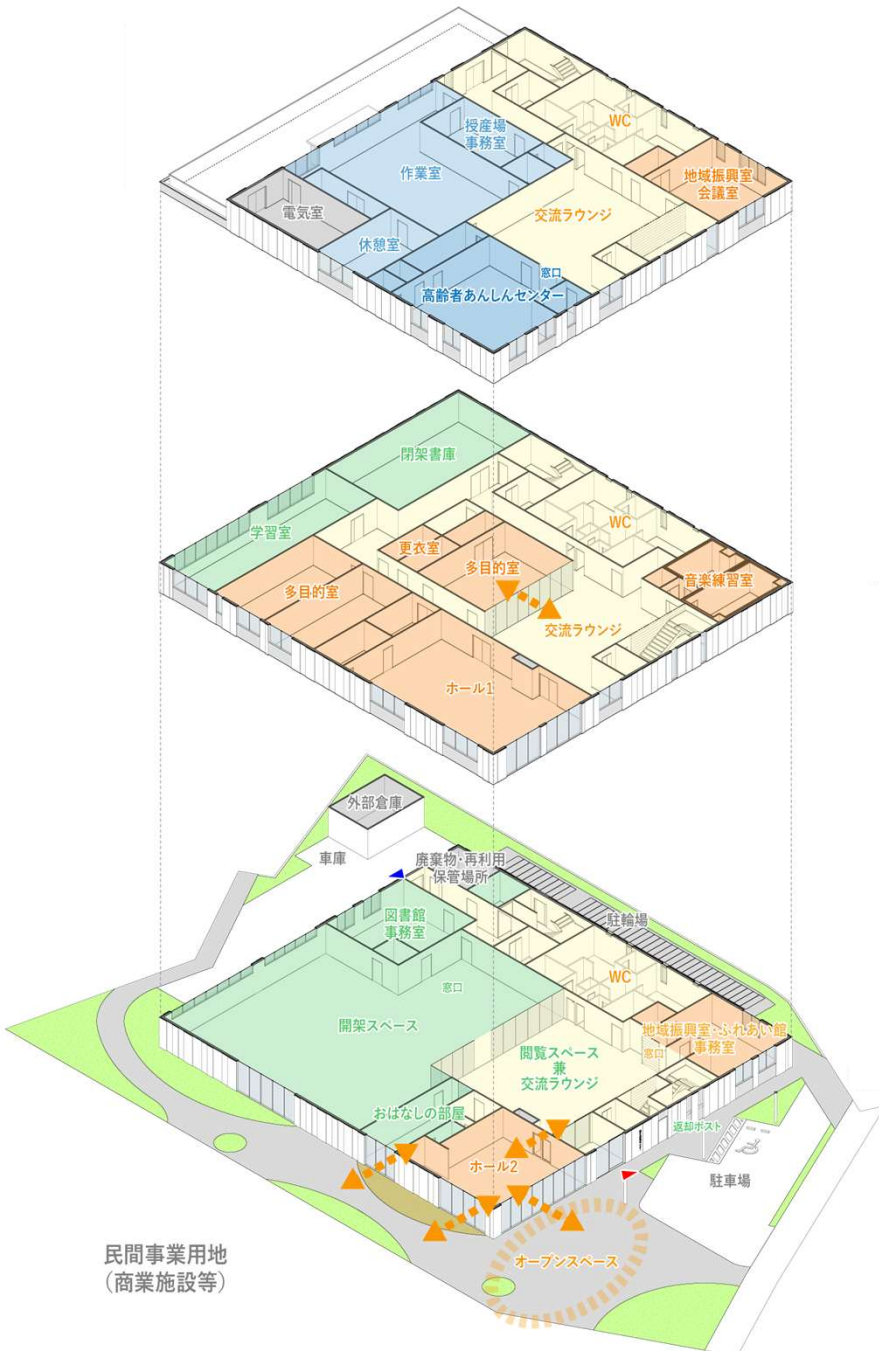 WC
授産場
事務室
地域振興室
会議室
作業室
電気室
交流ラウンジ
休憩室
窓口
高齢者あんしんセンター
閉架書庫
WC
学習室
更衣室
多目的室
音楽練習室
多目的室
交流ラウンジ
ホール1
外部倉庫
車庫
廃棄物・再利用
保管場所
図書館
事務室
駐輪場
WC
窓口
開架スペース
地域振興室・ふれあい館
事務室
窓口
閲覧スペース
兼
交流ラウンジ
おはなしの部屋
返却ポスト
ホール2
駐車場
民間事業用地
(商業施設等)
オープンスペース